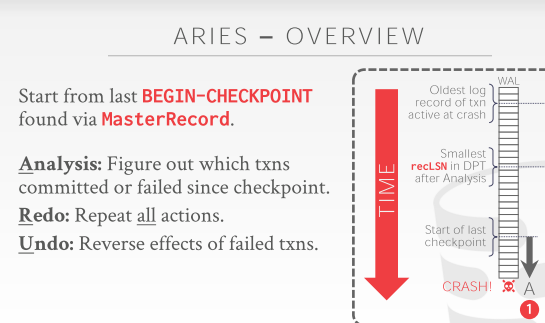 ARIES – OVERVIEW
Start from last BEGIN-CHECKPOINT
found via MasterRecord.
Analysis: Figure out which txns
committed or failed since checkpoint.
Redo: Repeat all actions.
Undo: Reverse effects of failed txns.
TIME
WAL
Oldest log
record of txn
active at crash
Smallest
recLSN in DPT
after Analysis
Start of last
checkpoint
CRASH!
A
1